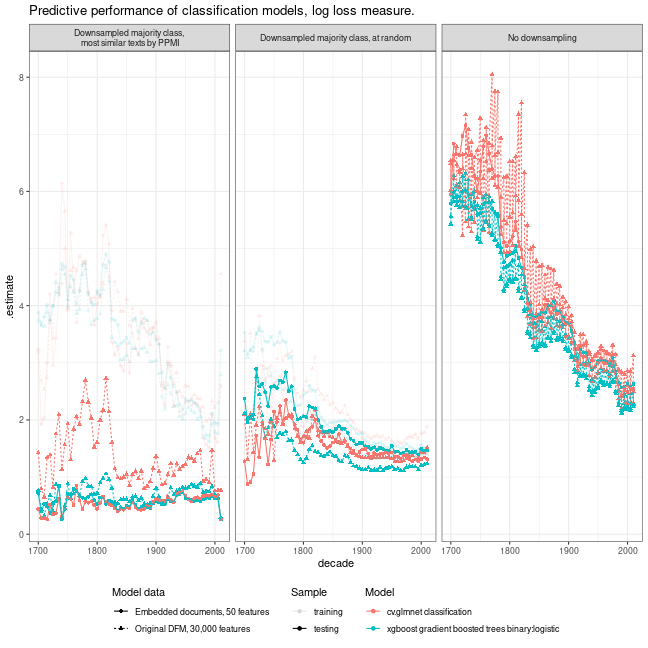 Predictive performance of classification models, log loss measure.
Downsampled majority class,
most similar texts by PPMI
Downsampled majority class, at random
No downsampling
8
6
4
2
0
.estimate
1700 1800 1900 2000
1700 1800 1900 2000
1700 1800 1900 2000
decade
Model data
Embedded documents, 50 features
Original DFM, 30,000 features
Sample
training
testing
Model
cv.glmnet classification
xgboost gradient boosted trees binary:logistic